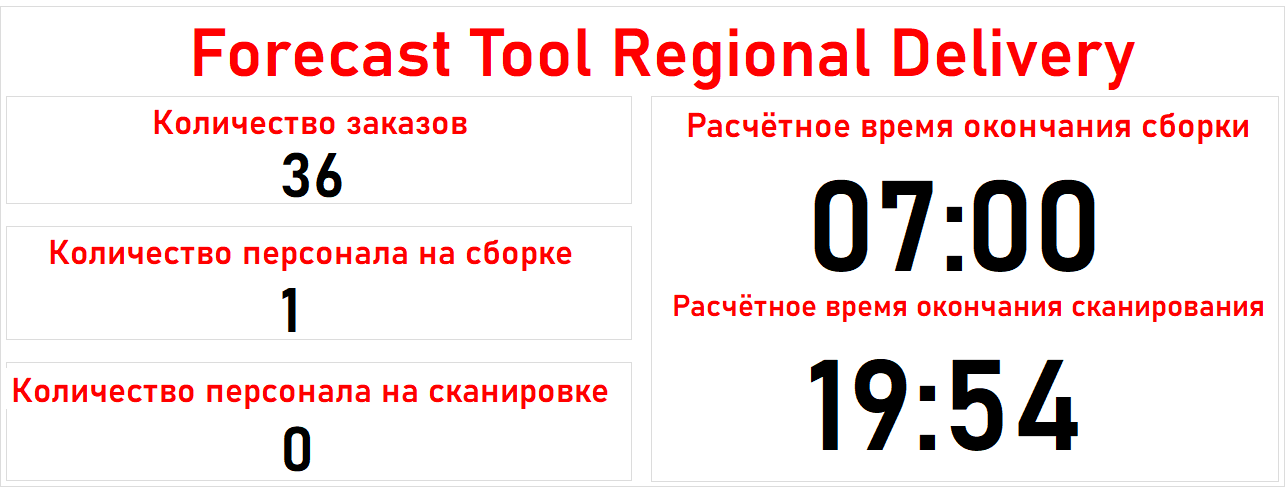 Forecast Tool Regional Delivery
Количество заказов
36
Количество персонала на сборке
1
Количество персонала на сканировке
0
Расчётное время окончания сборки
07:00
Расчётное время окончания сканирования
19:54